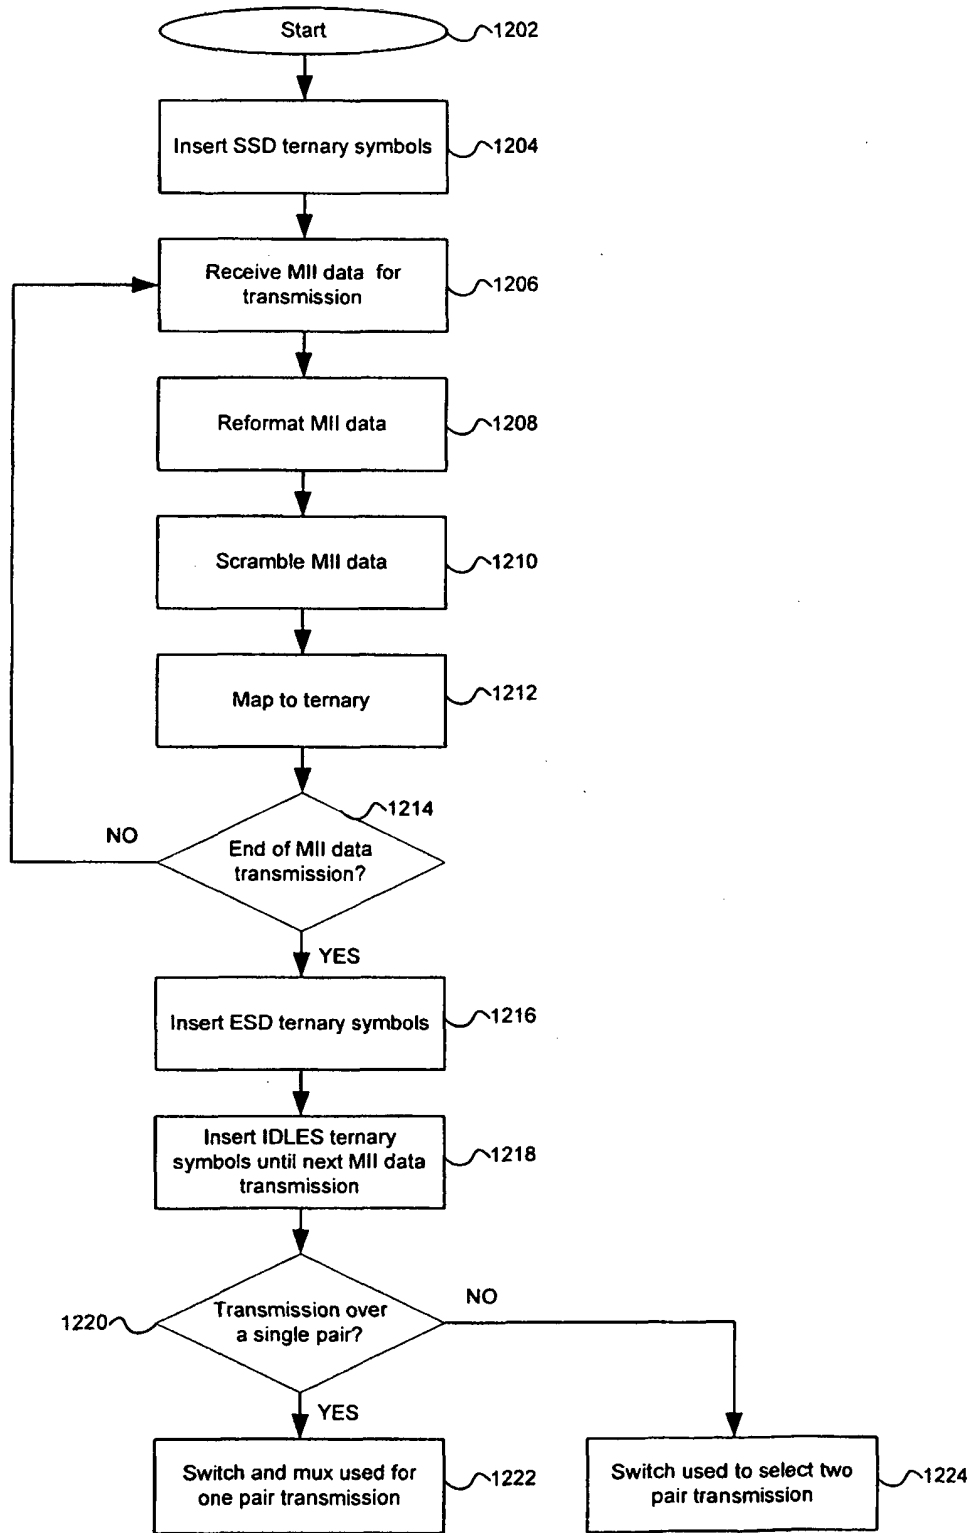 Start
1202
Insert SSD ternary symbols
1204
Receive MII data for
transmission
1206
Reformat MII data
1208
Scramble MII data
1210
Map to ternary
1212
1214
NO
End of MII data
transmission?
YES
Insert ESD ternary symbols
1216
Insert IDLES ternary
symbols until next MII data
transmission
1218
1220
Transmission over
a single pair?
NO
YES
Switch and mux used for
one pair transmission
1222
Switch used to select two
pair transmission
1224